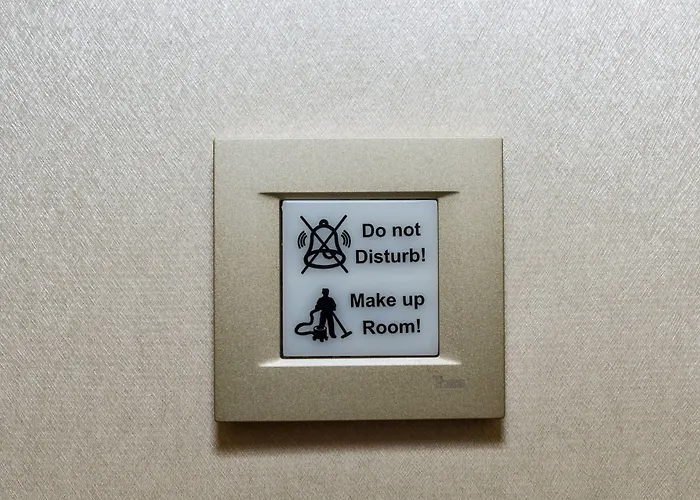 Do not
Disturb!
Make up
Room!